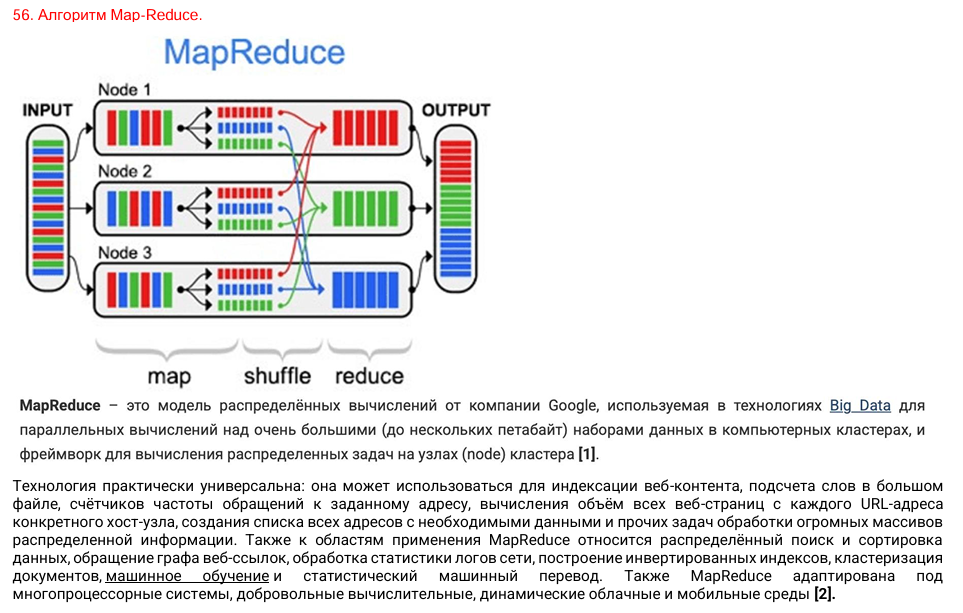 56. Алгоритм Map-Reduce.
MapReduce
Node 1
INPUT
OUTPUT
Node 2
Node 3
map shuffle reduce
MapReduce – это модель распределённых вычислений от компании Google, используемая в технологиях Big Data для
параллельных вычислений над очень большими (до нескольких петабайт) наборами данных в компьютерных кластерах, и
фреймворк для вычисления распределенных задач на узлах (node) кластера [1].
Технология практически универсальна: она может использоваться для индексации веб-контента, подсчета слов в большом
файле, счётчиков частоты обращений к заданному адресу, вычисления объём всех веб-страниц с каждого URL-адреса
конкретного хост-узла, создания списка всех адресов с необходимыми данными и прочих задач обработки огромных массивов
распределенной информации. Также к областям применения MapReduce относится распределённый поиск и сортировка
данных, обращение графа веб-ссылок, обработка статистики логов сети, построение инвертированных индексов, кластеризация
документов, машинное обучение и статистический машинный перевод. Также MapReduce адаптирована под
многопроцессорные системы, добровольные вычислительные, динамические облачные и мобильные среды [2].